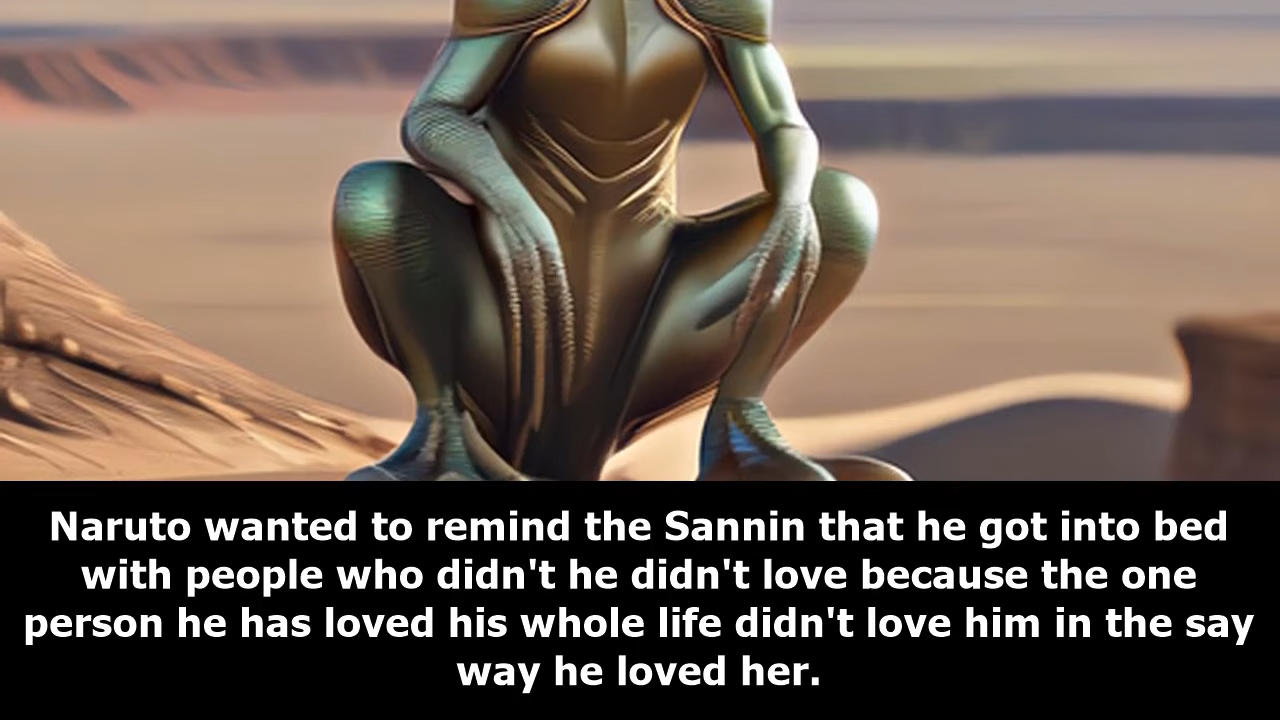 Naruto wanted to remind the Sannin that he got into bed
with people who didn't he didn't love because the one
person he has loved his whole life didn't love him in the say
way he loved her.